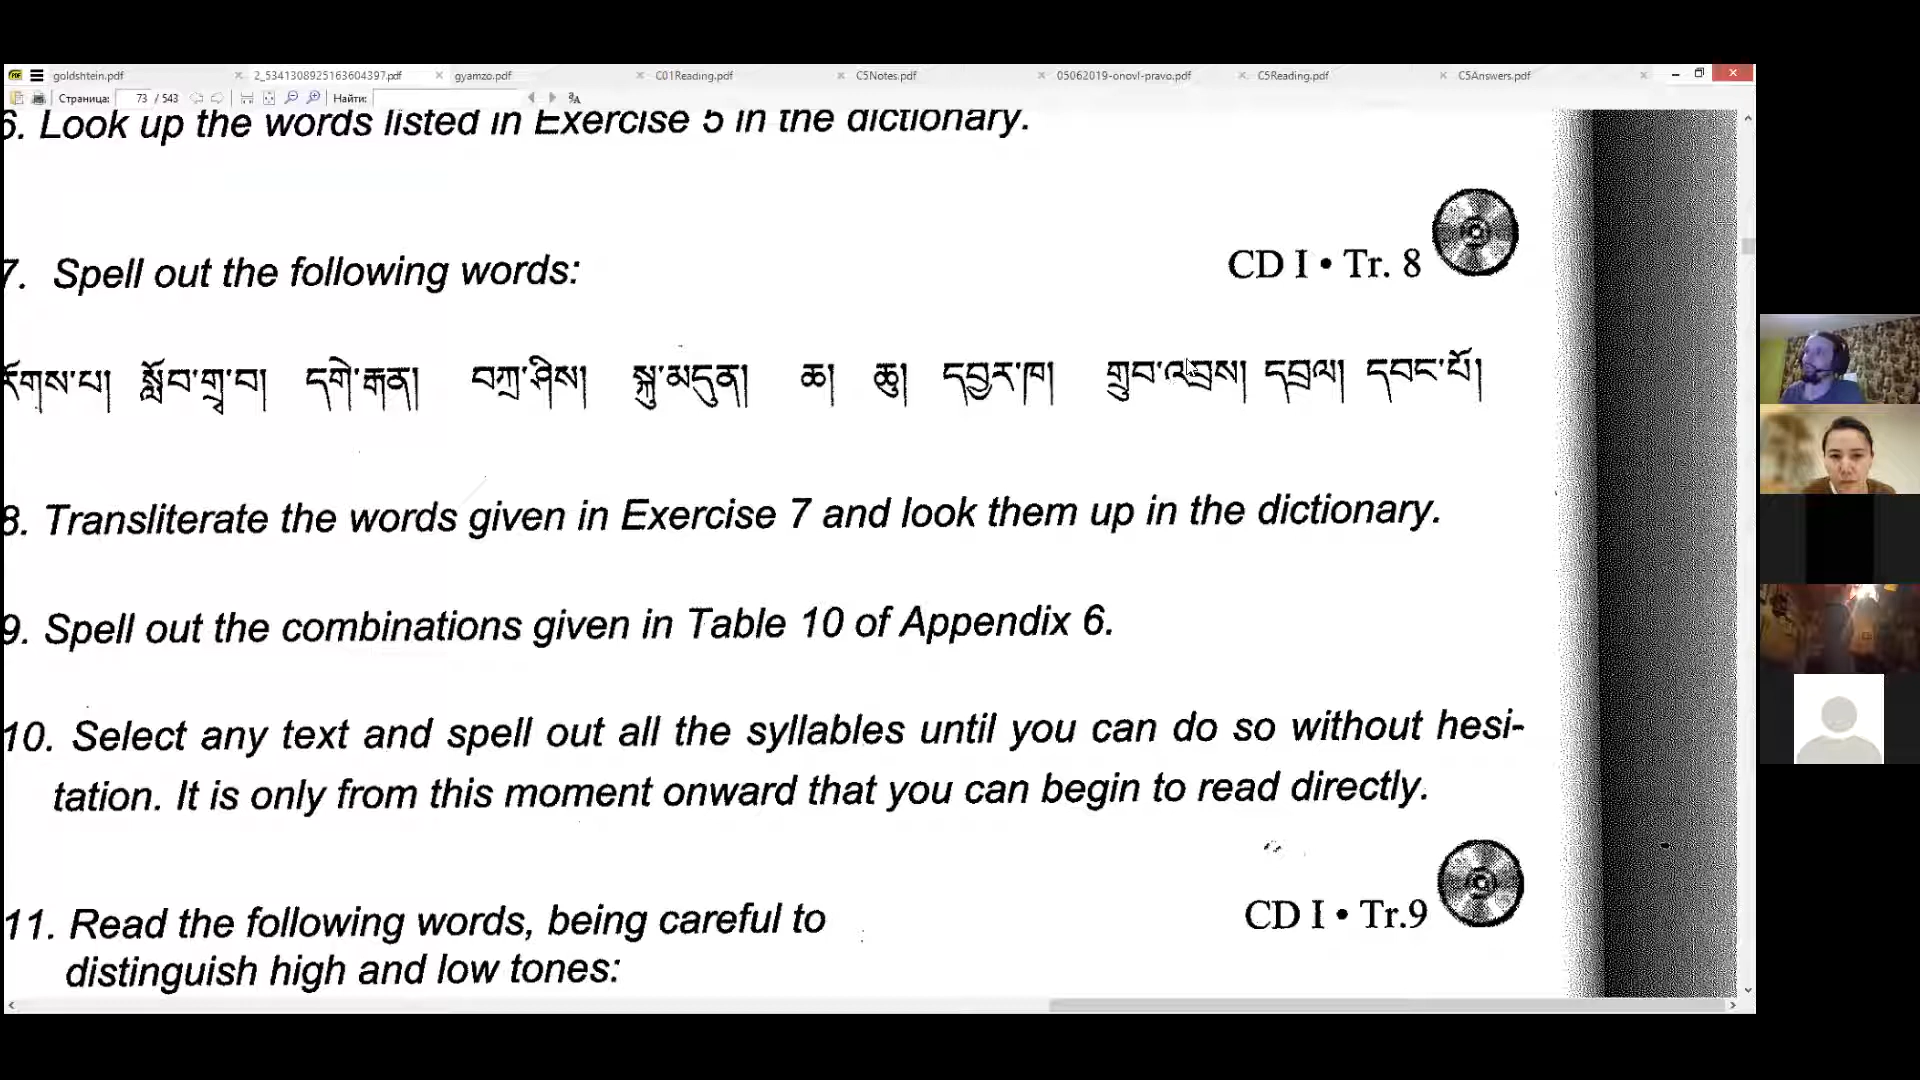 goldshtein.pdf 2_5341308925163604397.pdf gyamzo.pdf C01Reading.pdf C5Notes.pdf 05062019-onovl-pravo.pdf C5Reading.pdf C5Answers.pdf
Страница: 73 / 543 Найти:
6. Look up the words listed in Exercise 5 in the dictionary.
7. Spell out the following words: CD I • Tr. 8
རྫོགས་པ། སློབ་གྲྭ་བ། དགེ་རྒན། བཀྲ་ཤིས། སྐུ་མདུན། ཆ། ཆུ། དབྱར་ཁ། གྲུབ་འབྲས། དབྲལ། དབང་པོ།
8. Transliterate the words given in Exercise 7 and look them up in the dictionary.
9. Spell out the combinations given in Table 10 of Appendix 6.
10. Select any text and spell out all the syllables until you can do so without hesi-
tation. It is only from this moment onward that you can begin to read directly.
11. Read the following words, being careful to CD I • Tr.9
distinguish high and low tones: